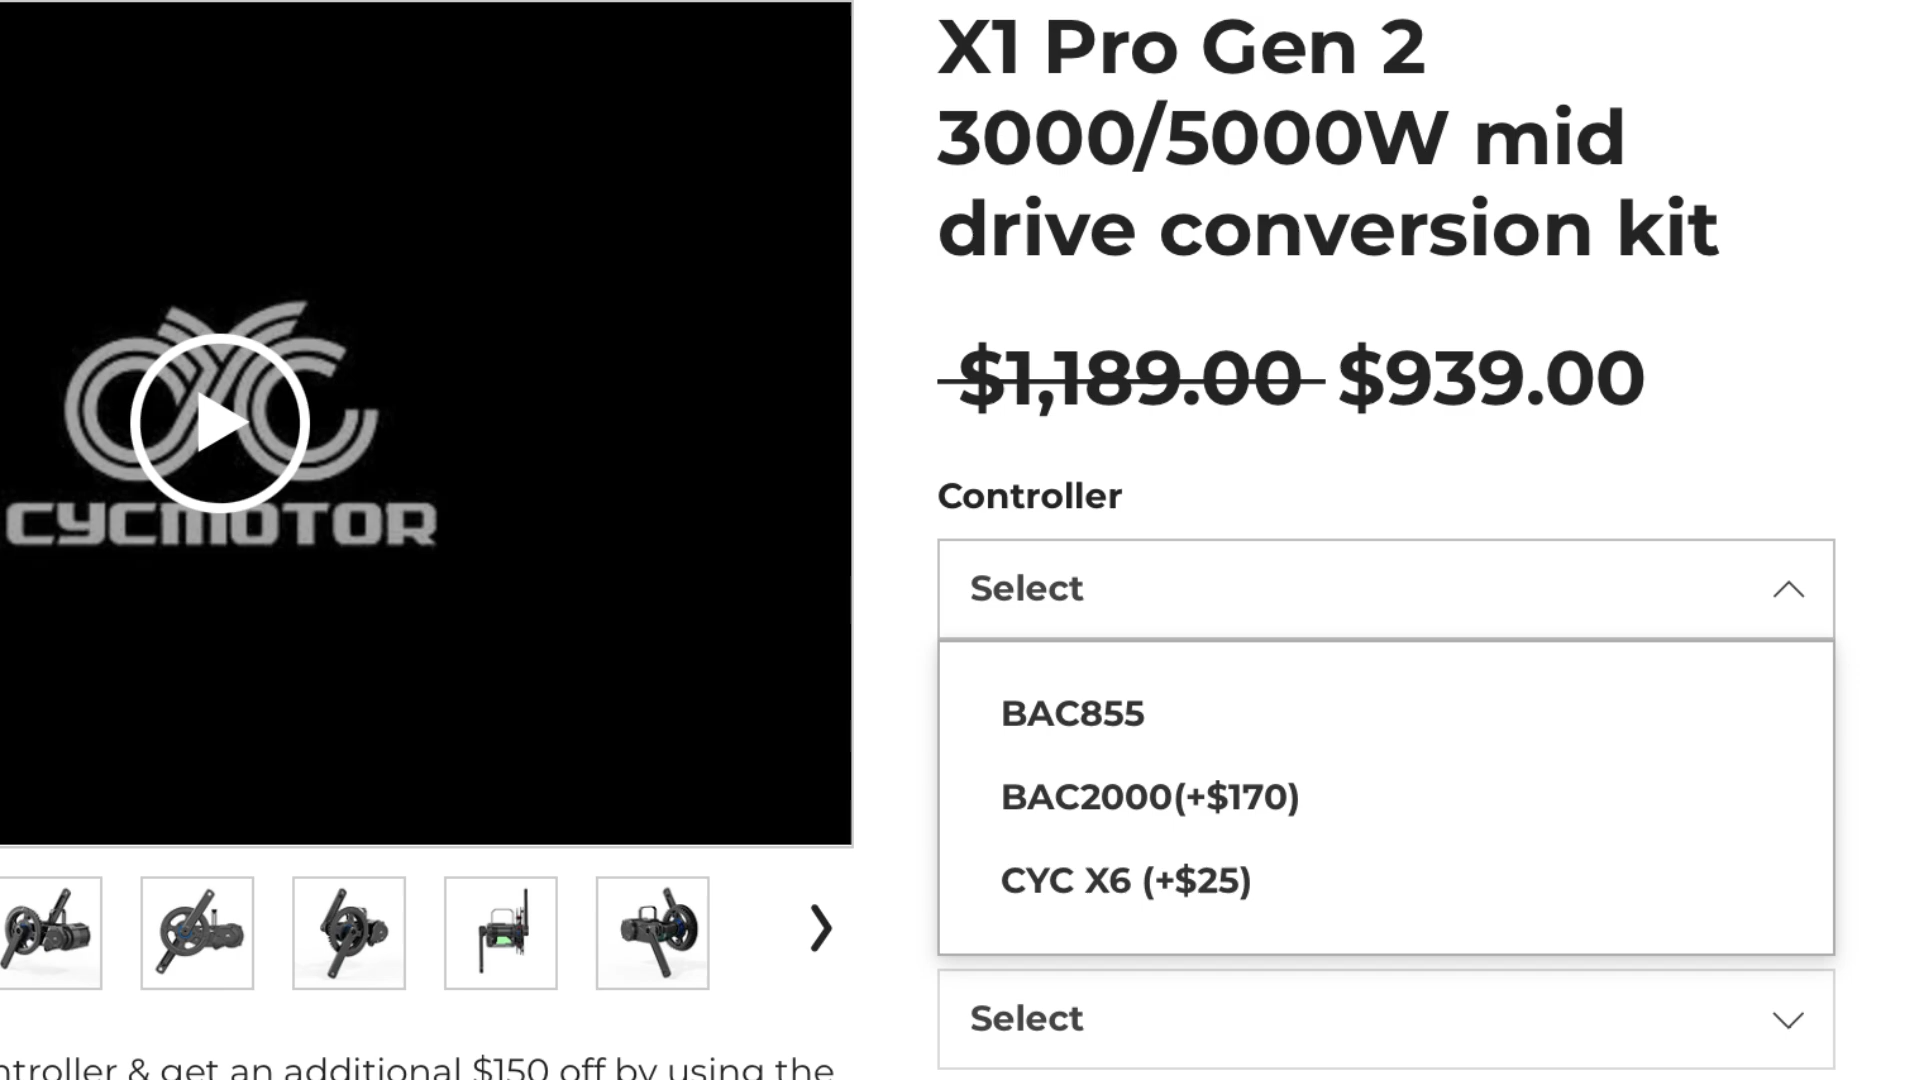 X1 Pro Gen 2
3000/5000W mid
drive conversion kit
$1,189.00 $939.00
Controller
Select
BAC855
BAC2000(+$170)
CYC X6 (+$25)
Select
CYCMOTOR
& get an additional $150 off by using the